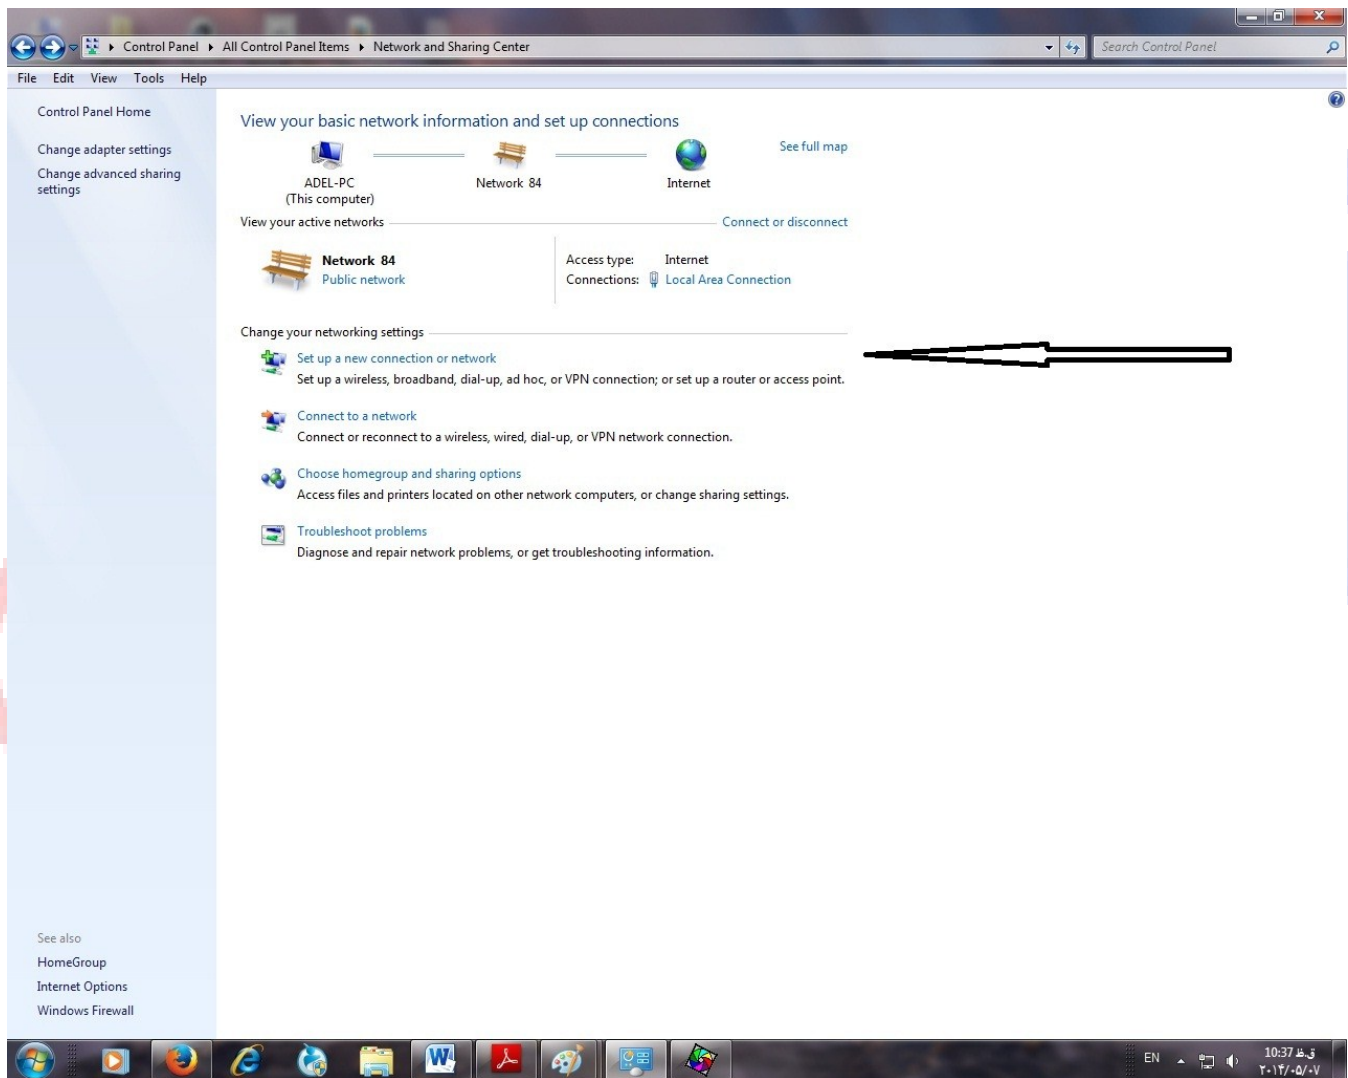 Control Panel ▸ All Control Panel Items ▸ Network and Sharing Center
Search Control Panel
File Edit View Tools Help
Control Panel Home
Change adapter settings
Change advanced sharing
settings
View your basic network information and set up connections
See full map
ADEL-PC
(This computer)
Network 84
Internet
View your active networks
Connect or disconnect
Network 84
Public network
Access type: Internet
Connections: Local Area Connection
Change your networking settings
Set up a new connection or network
Set up a wireless, broadband, dial-up, ad hoc, or VPN connection; or set up a router or access point.
Connect to a network
Connect or reconnect to a wireless, wired, dial-up, or VPN network connection.
Choose homegroup and sharing options
Access files and printers located on other network computers, or change sharing settings.
Troubleshoot problems
Diagnose and repair network problems, or get troubleshooting information.
See also
HomeGroup
Internet Options
Windows Firewall
EN
10:37 ق.ظ
۲۰۱۴/۰۵/۰۷